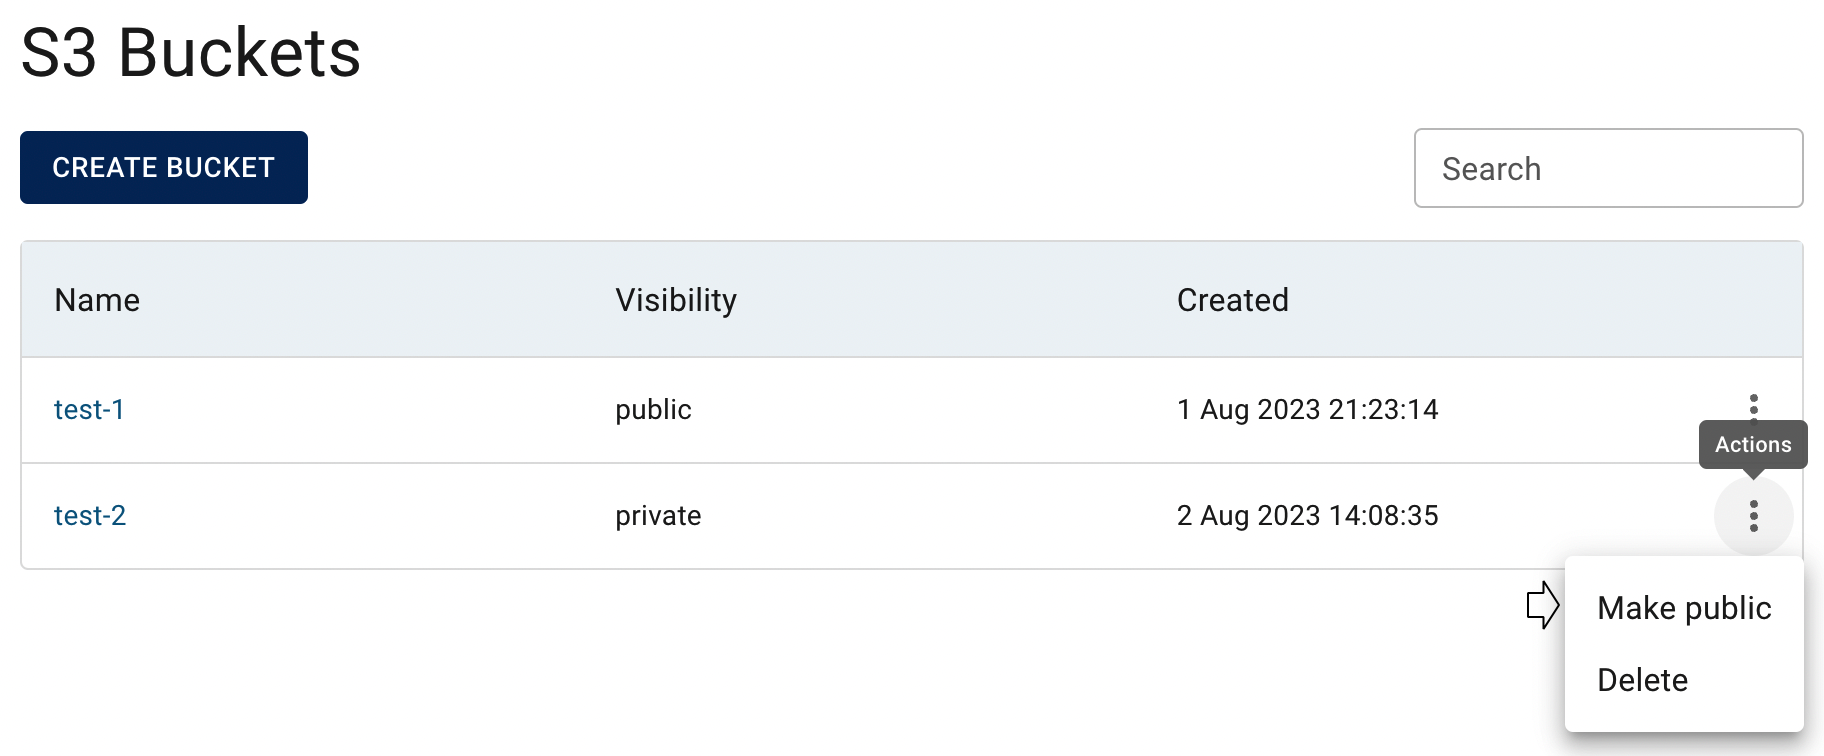 S3 Buckets
CREATE BUCKET
Search
Name Visibility Created
test-1 public 1 Aug 2023 21:23:14
Actions
test-2 private 2 Aug 2023 14:08:35
Make public
Delete